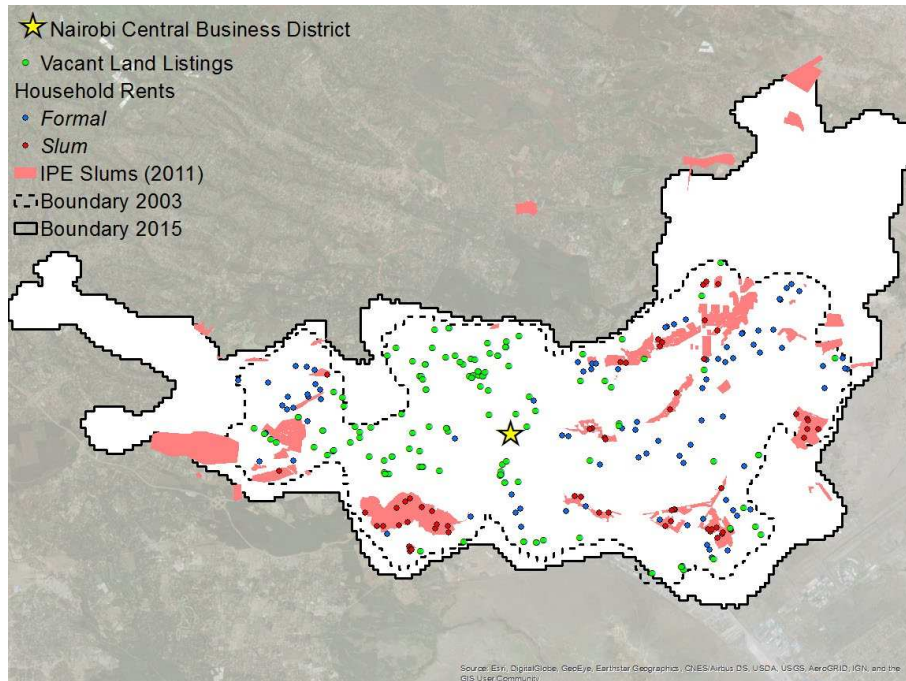 Nairobi Central Business District
Vacant Land Listings
Household Rents
Formal
Slum
IPE Slums (2011)
Boundary 2003
Boundary 2015
Source: Esri, DigitalGlobe, GeoEye, Earthstar Geographics, CNES/Airbus DS, USDA, USGS, AeroGRID, IGN, and the
GIS User Community